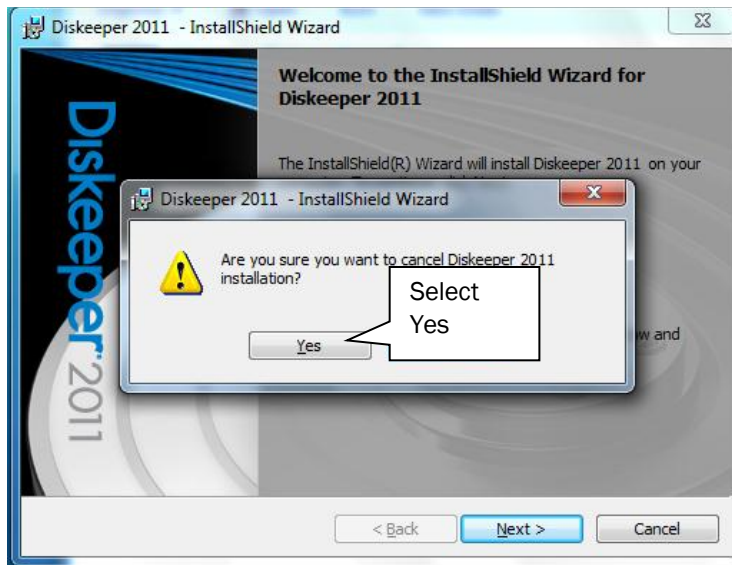 Diskeeper 2011 - InstallShield Wizard
Welcome to the InstallShield Wizard for
Diskeeper 2011
The InstallShield(R) Wizard will install Diskeeper 2011 on your
Diskeeper 2011 - InstallShield Wizard
Are you sure you want to cancel Diskeeper 2011
installation?
Select
Yes
Yes
and
Diskeeper 2011
< Back Next > Cancel